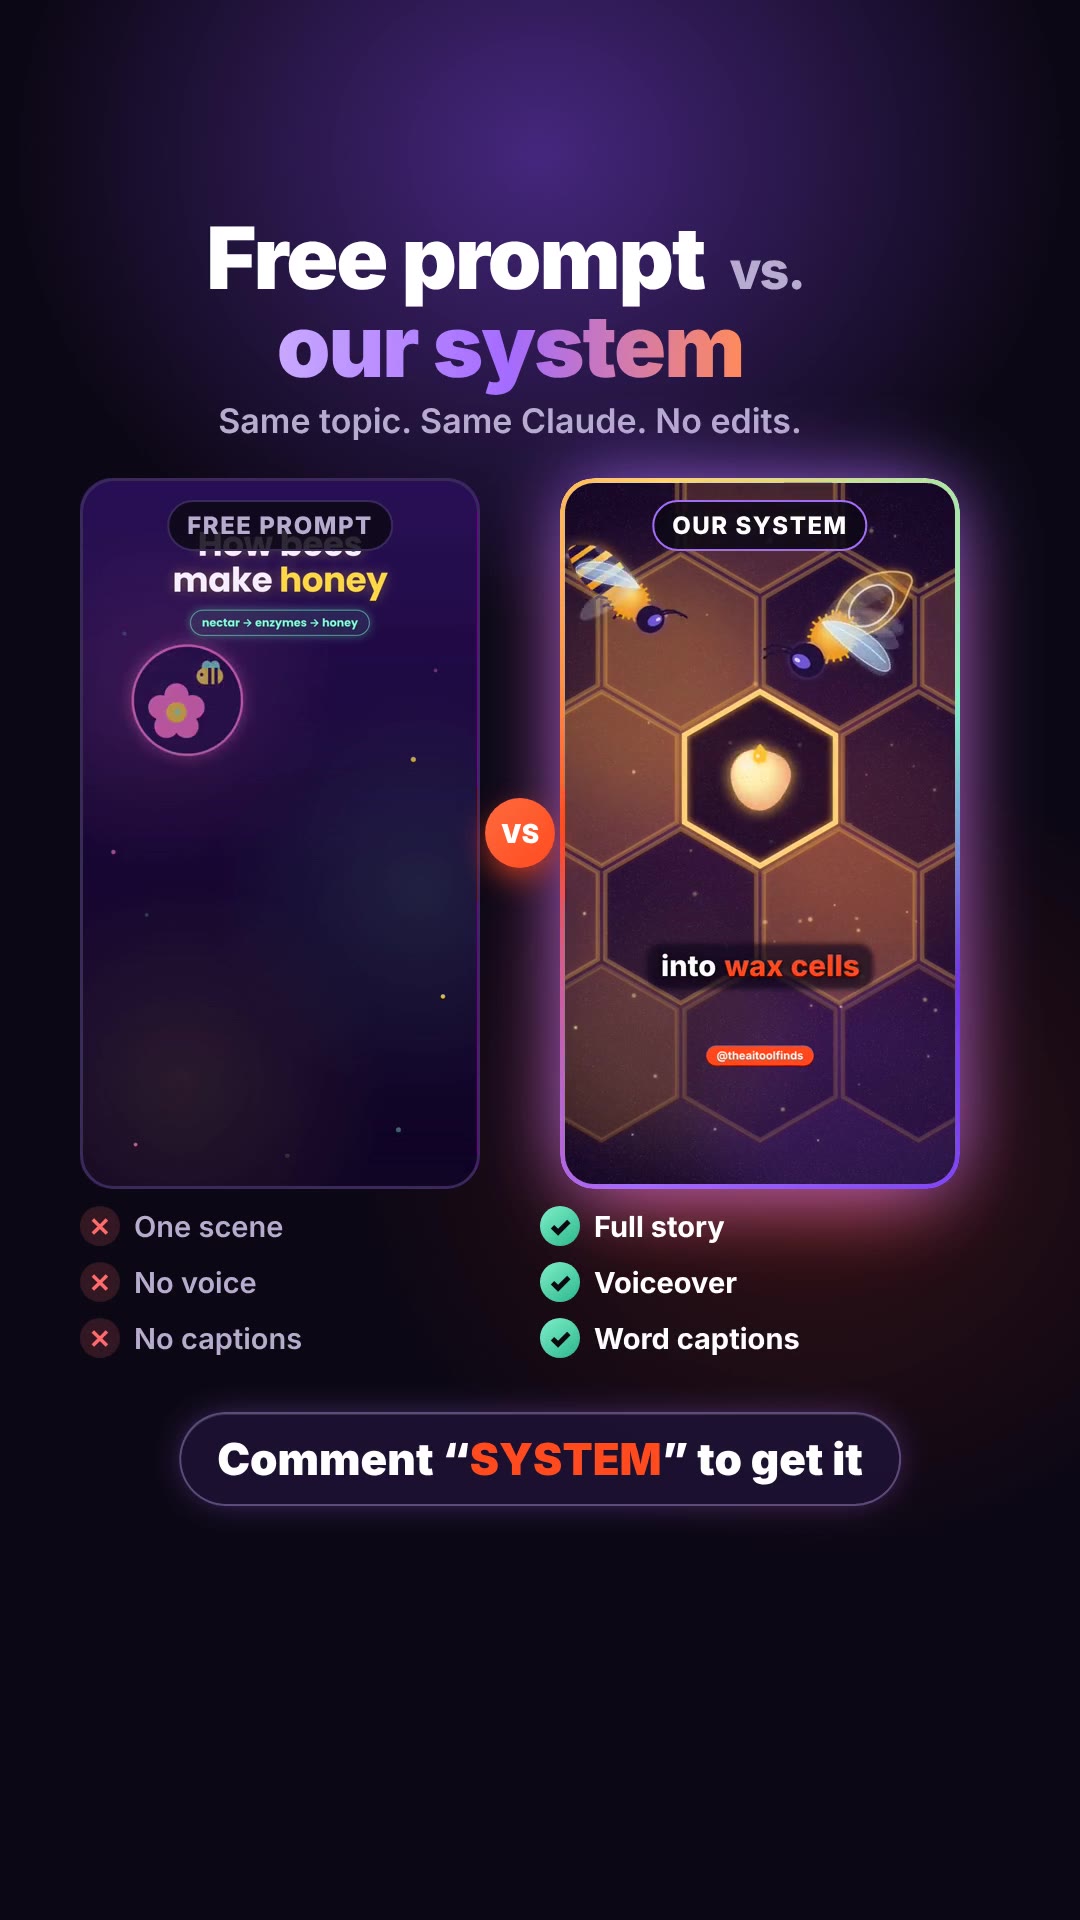 Free prompt vs.
our system
Same topic. Same Claude. No edits.
FREE PROMPT
How bees
make honey
nectar → enzymes → honey
VS
OUR SYSTEM
into wax cells
@theaitoolfinds
One scene
No voice
No captions
Full story
Voiceover
Word captions
Comment “SYSTEM” to get it